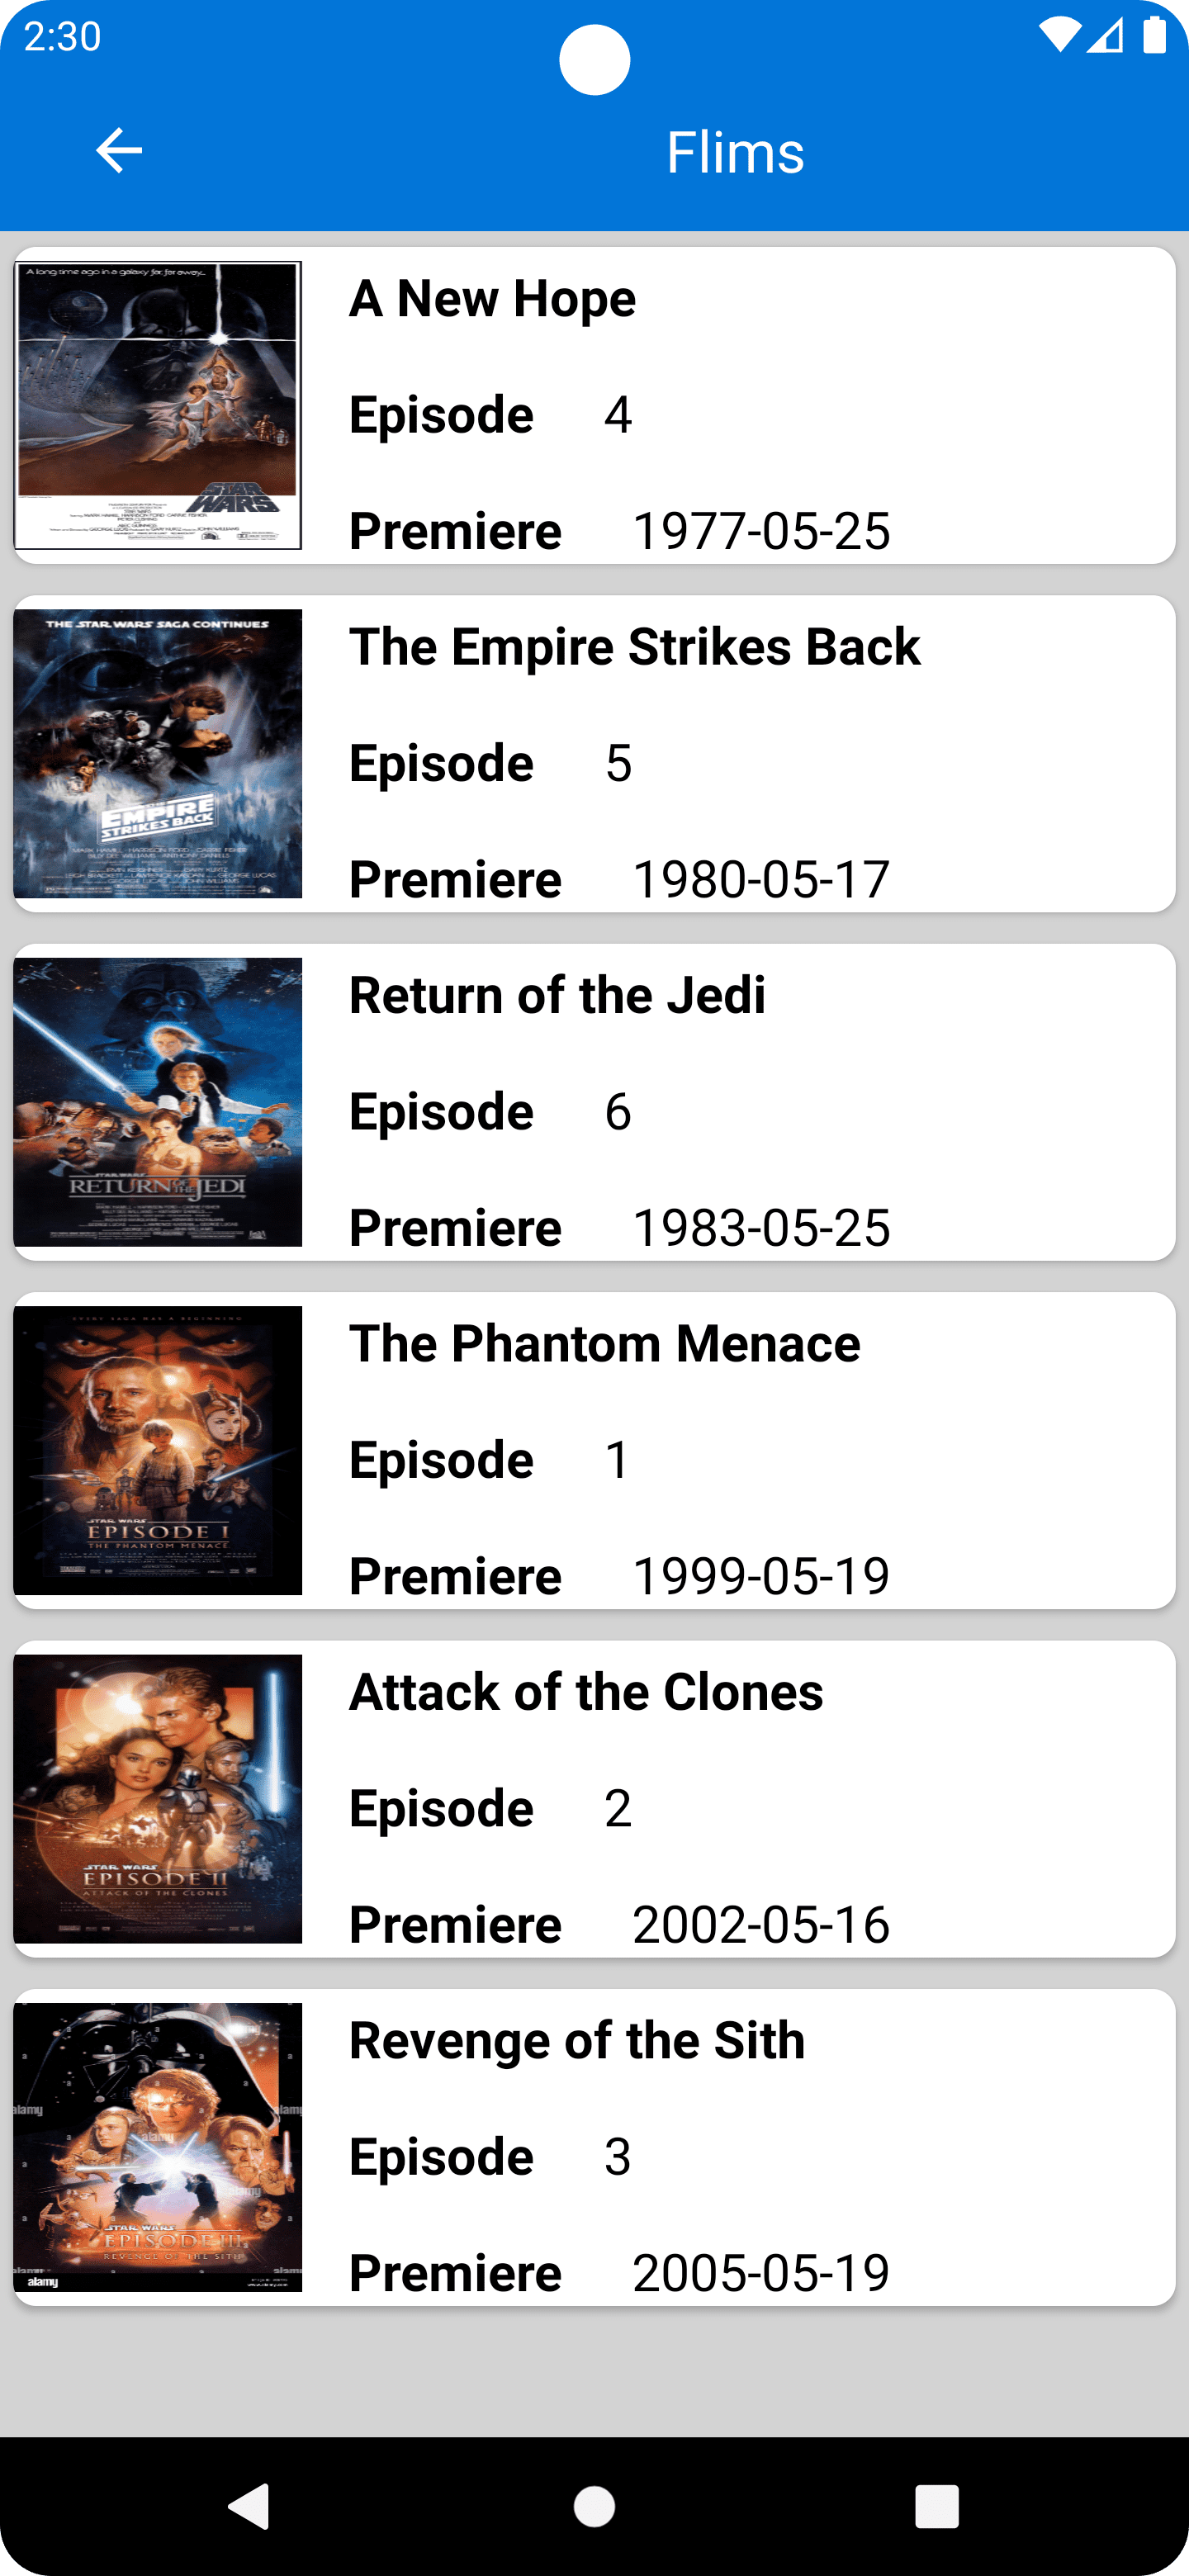 2:30
Flims
A long time ago in a galaxy far, far away...
STAR
WARS
A New Hope
Episode 4
Premiere 1977-05-25
THE STAR WARS SAGA CONTINUES
EMPIRE
STRIKES BACK
The Empire Strikes Back
Episode 5
Premiere 1980-05-17
STAR WARS
RETURN OF THE JEDI
Return of the Jedi
Episode 6
Premiere 1983-05-25
EVERY SAGA HAS A BEGINNING
STAR WARS
EPISODE I
THE PHANTOM MENACE
The Phantom Menace
Episode 1
Premiere 1999-05-19
STAR WARS
EPISODE II
ATTACK OF THE CLONES
Attack of the Clones
Episode 2
Premiere 2002-05-16
alamy
alamy
alamy
alamy
STAR WARS
EPISODE III
REVENGE OF THE SITH
alamy
Revenge of the Sith
Episode 3
Premiere 2005-05-19